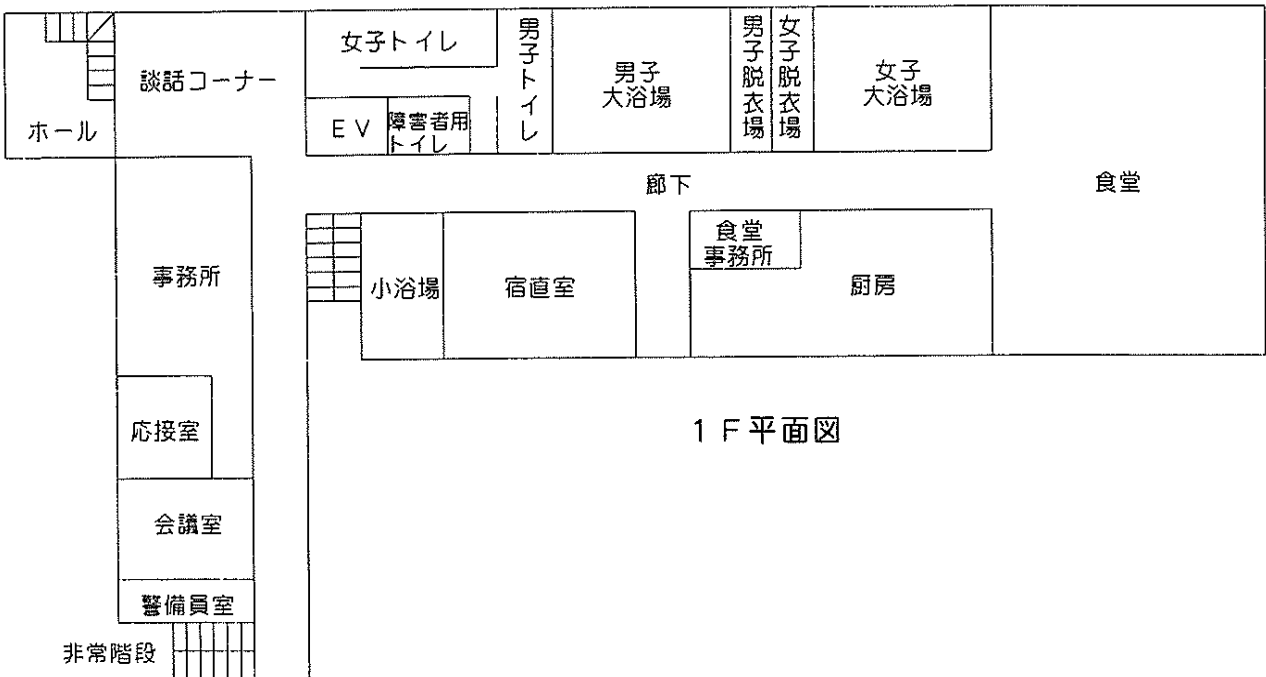 女子トイレ
男子トイレ
男子
大浴場
男子脱衣場
女子脱衣場
女子
大浴場
談話コーナー
ホール
EV
障害者用
トイレ
廊下
食堂
事務所
小浴場
宿直室
食堂
事務所
厨房
応接室
1F平面図
会議室
警備員室
非常階段